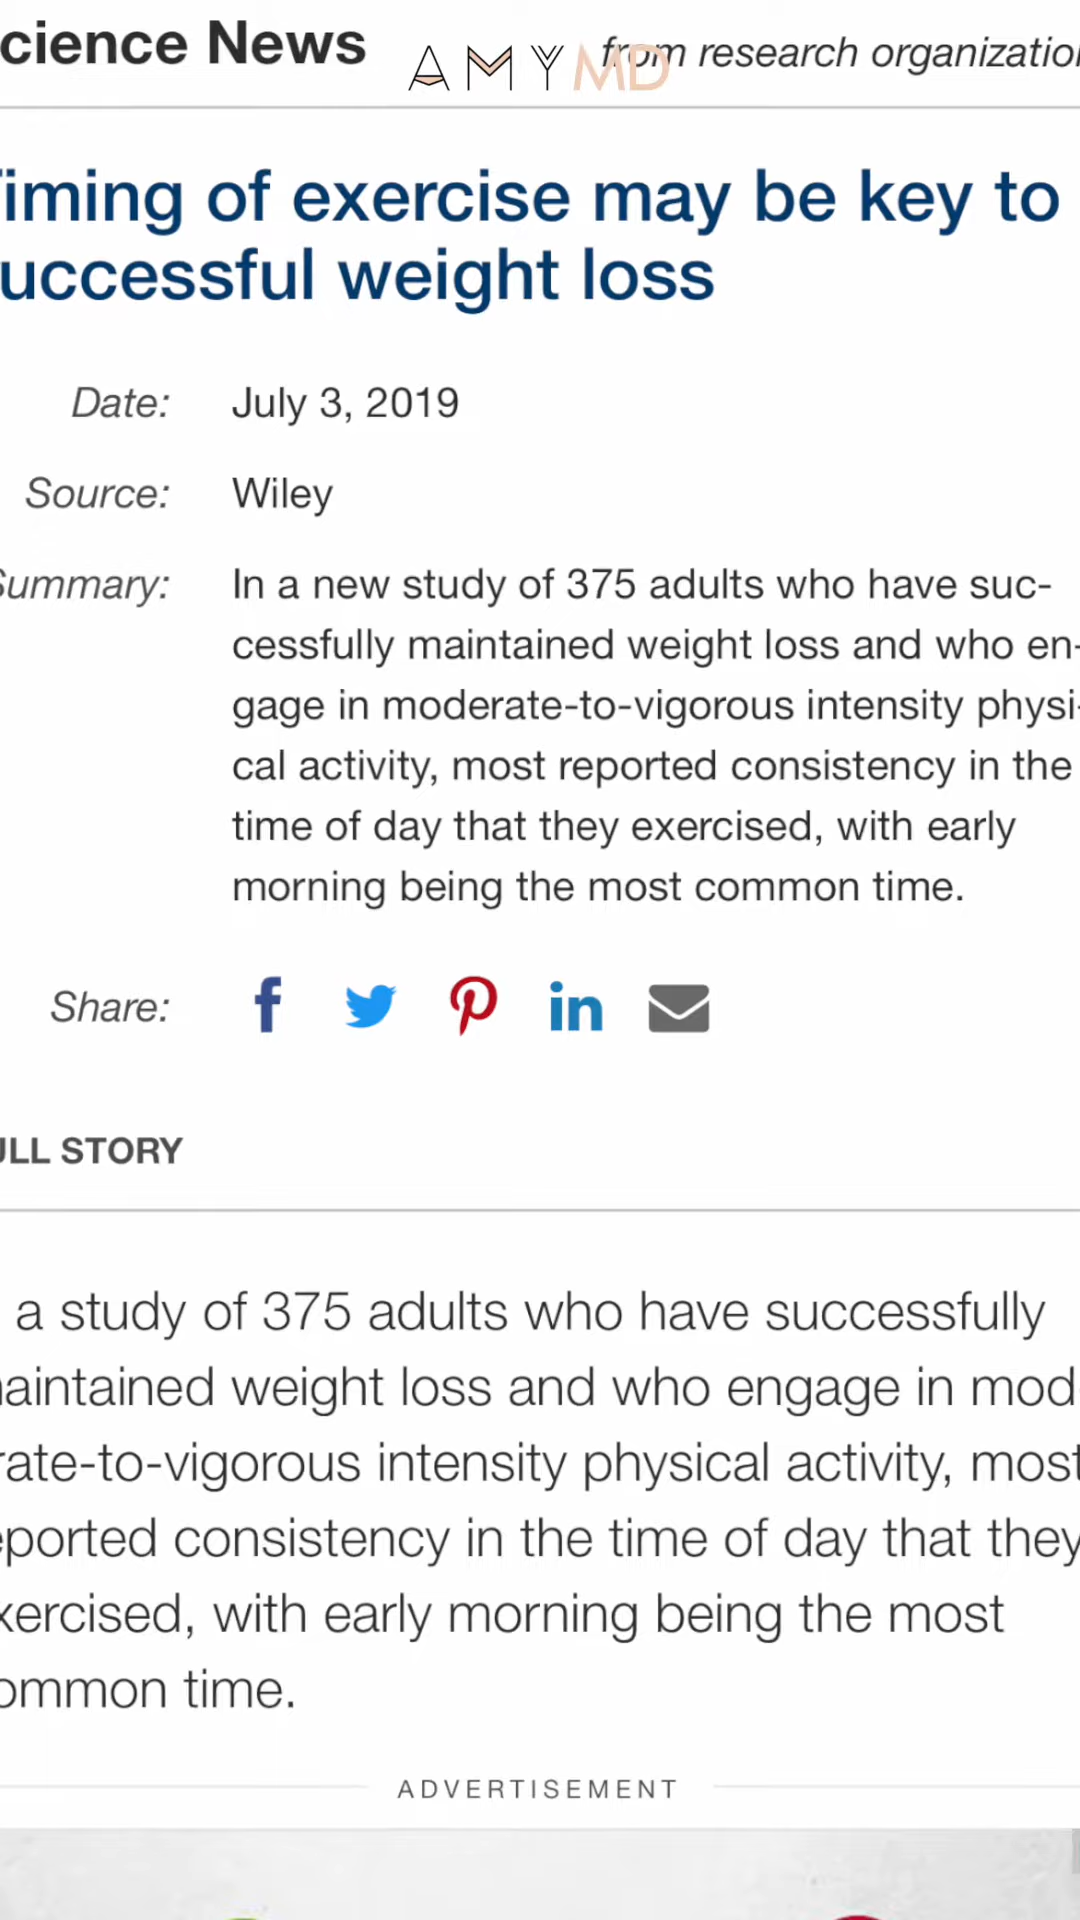 cience News
AMYMD
from research organizatio
iming of exercise may be key to
uccessful weight loss
Date: July 3, 2019
Source: Wiley
Summary: In a new study of 375 adults who have suc-
cessfully maintained weight loss and who en-
gage in moderate-to-vigorous intensity physi-
cal activity, most reported consistency in the
time of day that they exercised, with early
morning being the most common time.
Share:
ULL STORY
a study of 375 adults who have successfully
aintained weight loss and who engage in mod
rate-to-vigorous intensity physical activity, most
eported consistency in the time of day that they
xercised, with early morning being the most
ommon time.
ADVERTISEMENT